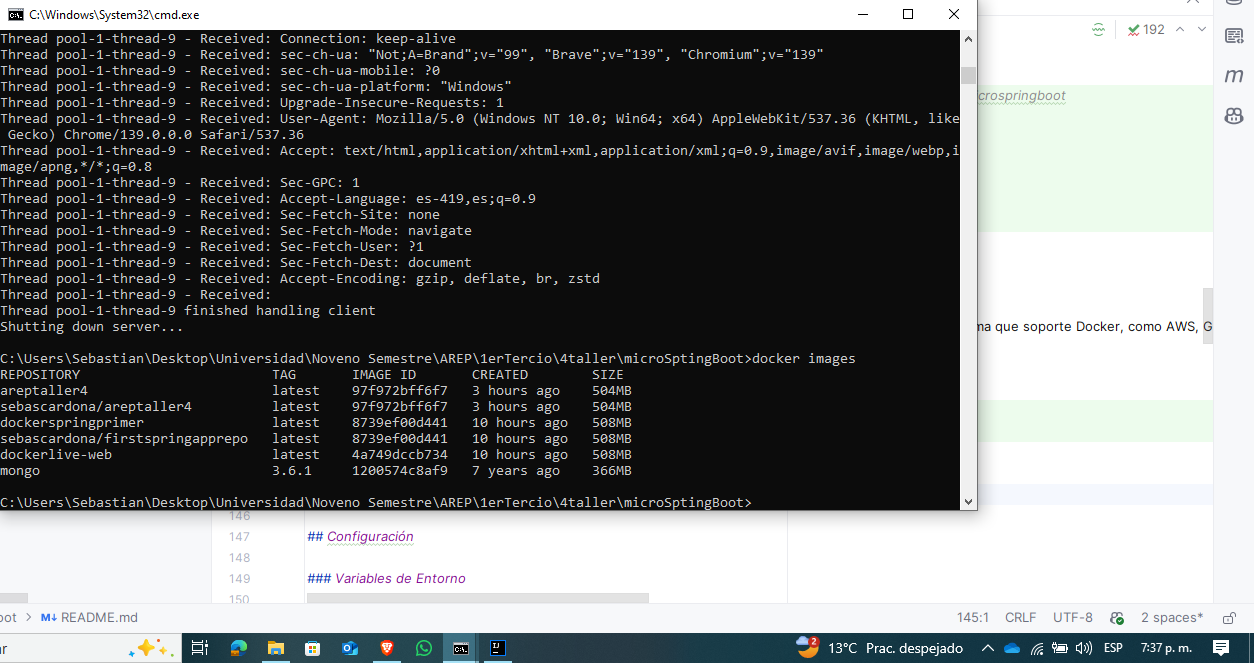 C:\Windows\System32\cmd.exe
Thread pool-1-thread-9 - Received: Connection: keep-alive
Thread pool-1-thread-9 - Received: sec-ch-ua: "Not;A=Brand";v="99", "Brave";v="139", "Chromium";v="139"
Thread pool-1-thread-9 - Received: sec-ch-ua-mobile: ?0
Thread pool-1-thread-9 - Received: sec-ch-ua-platform: "Windows"
Thread pool-1-thread-9 - Received: Upgrade-Insecure-Requests: 1
Thread pool-1-thread-9 - Received: User-Agent: Mozilla/5.0 (Windows NT 10.0; Win64; x64) AppleWebKit/537.36 (KHTML, like
 Gecko) Chrome/139.0.0.0 Safari/537.36
Thread pool-1-thread-9 - Received: Accept: text/html,application/xhtml+xml,application/xml;q=0.9,image/avif,image/webp,i
mage/apng,*/*;q=0.8
Thread pool-1-thread-9 - Received: Sec-GPC: 1
Thread pool-1-thread-9 - Received: Accept-Language: es-419,es;q=0.9
Thread pool-1-thread-9 - Received: Sec-Fetch-Site: none
Thread pool-1-thread-9 - Received: Sec-Fetch-Mode: navigate
Thread pool-1-thread-9 - Received: Sec-Fetch-User: ?1
Thread pool-1-thread-9 - Received: Sec-Fetch-Dest: document
Thread pool-1-thread-9 - Received: Accept-Encoding: gzip, deflate, br, zstd
Thread pool-1-thread-9 - Received:
Thread pool-1-thread-9 finished handling client
Shutting down server...
C:\Users\Sebastian\Desktop\Universidad\Noveno Semestre\AREP\1erTercio\4taller\microSptingBoot>docker images
REPOSITORY TAG IMAGE ID CREATED SIZE
areptaller4 latest 97f972bff6f7 3 hours ago 504MB
sebascardona/areptaller4 latest 97f972bff6f7 3 hours ago 504MB
dockerspringprimer latest 8739ef00d441 10 hours ago 508MB
sebascardona/firstspringapprepo latest 8739ef00d441 10 hours ago 508MB
dockerlive-web latest 4a749dccb734 10 hours ago 508MB
mongo 3.6.1 1200574c8af9 7 years ago 366MB
C:\Users\Sebastian\Desktop\Universidad\Noveno Semestre\AREP\1erTercio\4taller\microSptingBoot>
192
m
crospringboot
ma que soporte Docker, como AWS, G
146
147 ## Configuración
148
149 ### Variables de Entorno
150
oot > M↓ README.md
145:1 CRLF UTF-8 2 spaces*
ar
2 13°C Prac. despejado ESP 7:37 p. m.